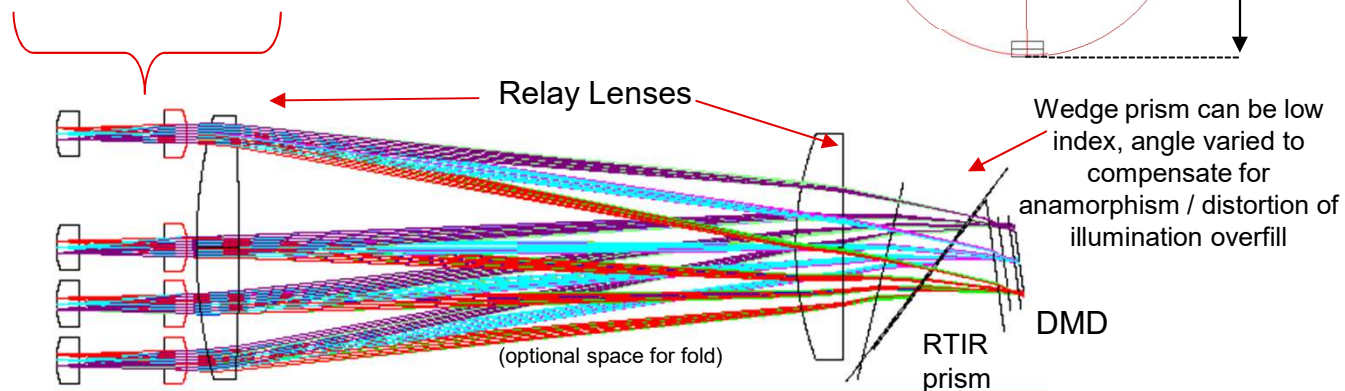 Relay Lenses
Wedge prism can be low
index, angle varied to
compensate for
anamorphism / distortion of
illumination overfill
(optional space for fold)
RTIR
prism
DMD